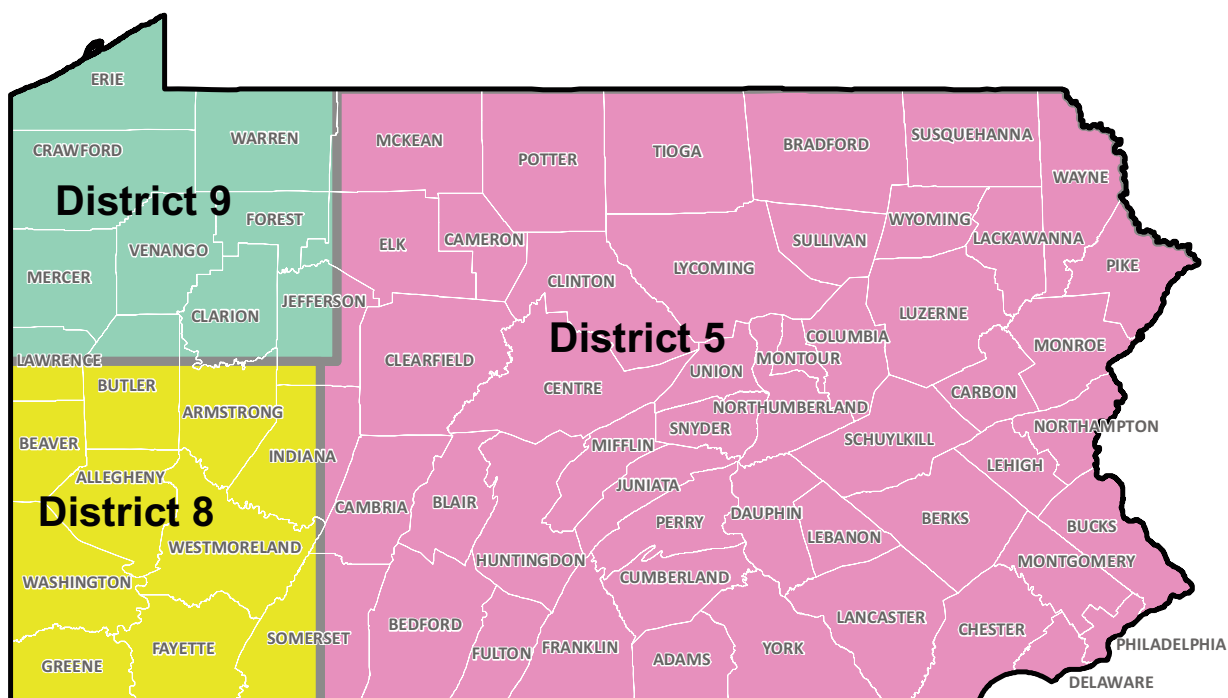 ERIE
WARREN
MCKEAN
POTTER
TIOGA
BRADFORD
SUSQUEHANNA
CRAWFORD
WAYNE
District 9
FOREST
ELK
CAMERON
SULLIVAN
WYOMING
LACKAWANNA
VENANGO
MERCER
CLINTON
LYCOMING
PIKE
CLARION
JEFFERSON
LUZERNE
District 5
COLUMBIA
MONROE
LAWRENCE
CLEARFIELD
MONTOUR
UNION
BUTLER
CENTRE
CARBON
ARMSTRONG
NORTHUMBERLAND
SNYDER
NORTHAMPTON
BEAVER
MIFFLIN
SCHUYLKILL
INDIANA
LEHIGH
ALLEGHENY
JUNIATA
District 8
CAMBRIA
BLAIR
PERRY
DAUPHIN
BERKS
BUCKS
LEBANON
WESTMORELAND
HUNTINGDON
MONTGOMERY
WASHINGTON
CUMBERLAND
LANCASTER
SOMERSET
BEDFORD
CHESTER
FAYETTE
FULTON
FRANKLIN
YORK
PHILADELPHIA
GREENE
ADAMS
DELAWARE